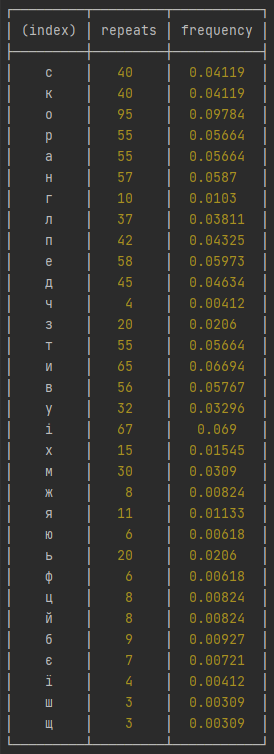 (index) repeats frequency
с 40 0.04119
к 40 0.04119
о 95 0.09784
р 55 0.05664
а 55 0.05664
н 57 0.0587
г 10 0.0103
л 37 0.03811
п 42 0.04325
е 58 0.05973
д 45 0.04634
ч 4 0.00412
з 20 0.0206
т 55 0.05664
и 65 0.06694
в 56 0.05767
у 32 0.03296
і 67 0.069
х 15 0.01545
м 30 0.0309
ж 8 0.00824
я 11 0.01133
ю 6 0.00618
ь 20 0.0206
ф 6 0.00618
ц 8 0.00824
й 8 0.00824
б 9 0.00927
є 7 0.00721
ї 4 0.00412
ш 3 0.00309
щ 3 0.00309